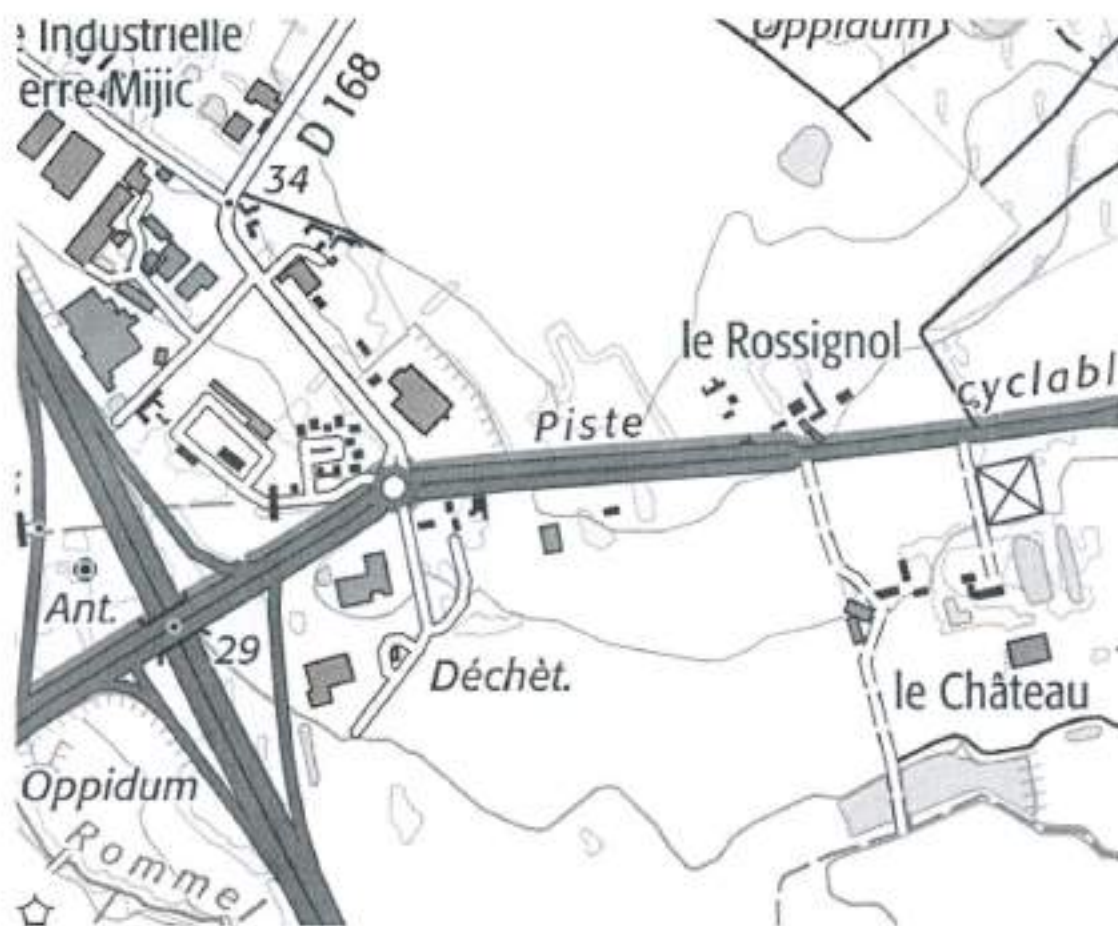 e Industrielle
erre Mijic
Oppidum
D 168
34
le Rossignol
Piste
cyclabl
Ant.
29
Déchèt.
le Château
Oppidum
Rommel